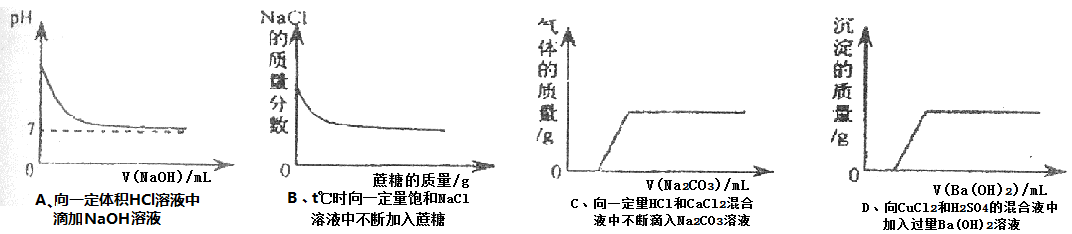 pH
7
0
V(NaOH)/mL
A、向一定体积HCl溶液中
滴加NaOH溶液
NaCl
的
质
量
分
数
0
蔗糖的质量/g
B、t℃时向一定量饱和NaCl
溶液中不断加入蔗糖
气
体
的
质
量
/g
0
V(Na2CO3)/mL
C、向一定量HCl和CaCl2混合
液中不断滴入Na2CO3溶液
沉
淀
的
质
量
/g
0
V(Ba(OH)2)/mL
D、向CuCl2和H2SO4的混合液中
加入过量Ba(OH)2溶液